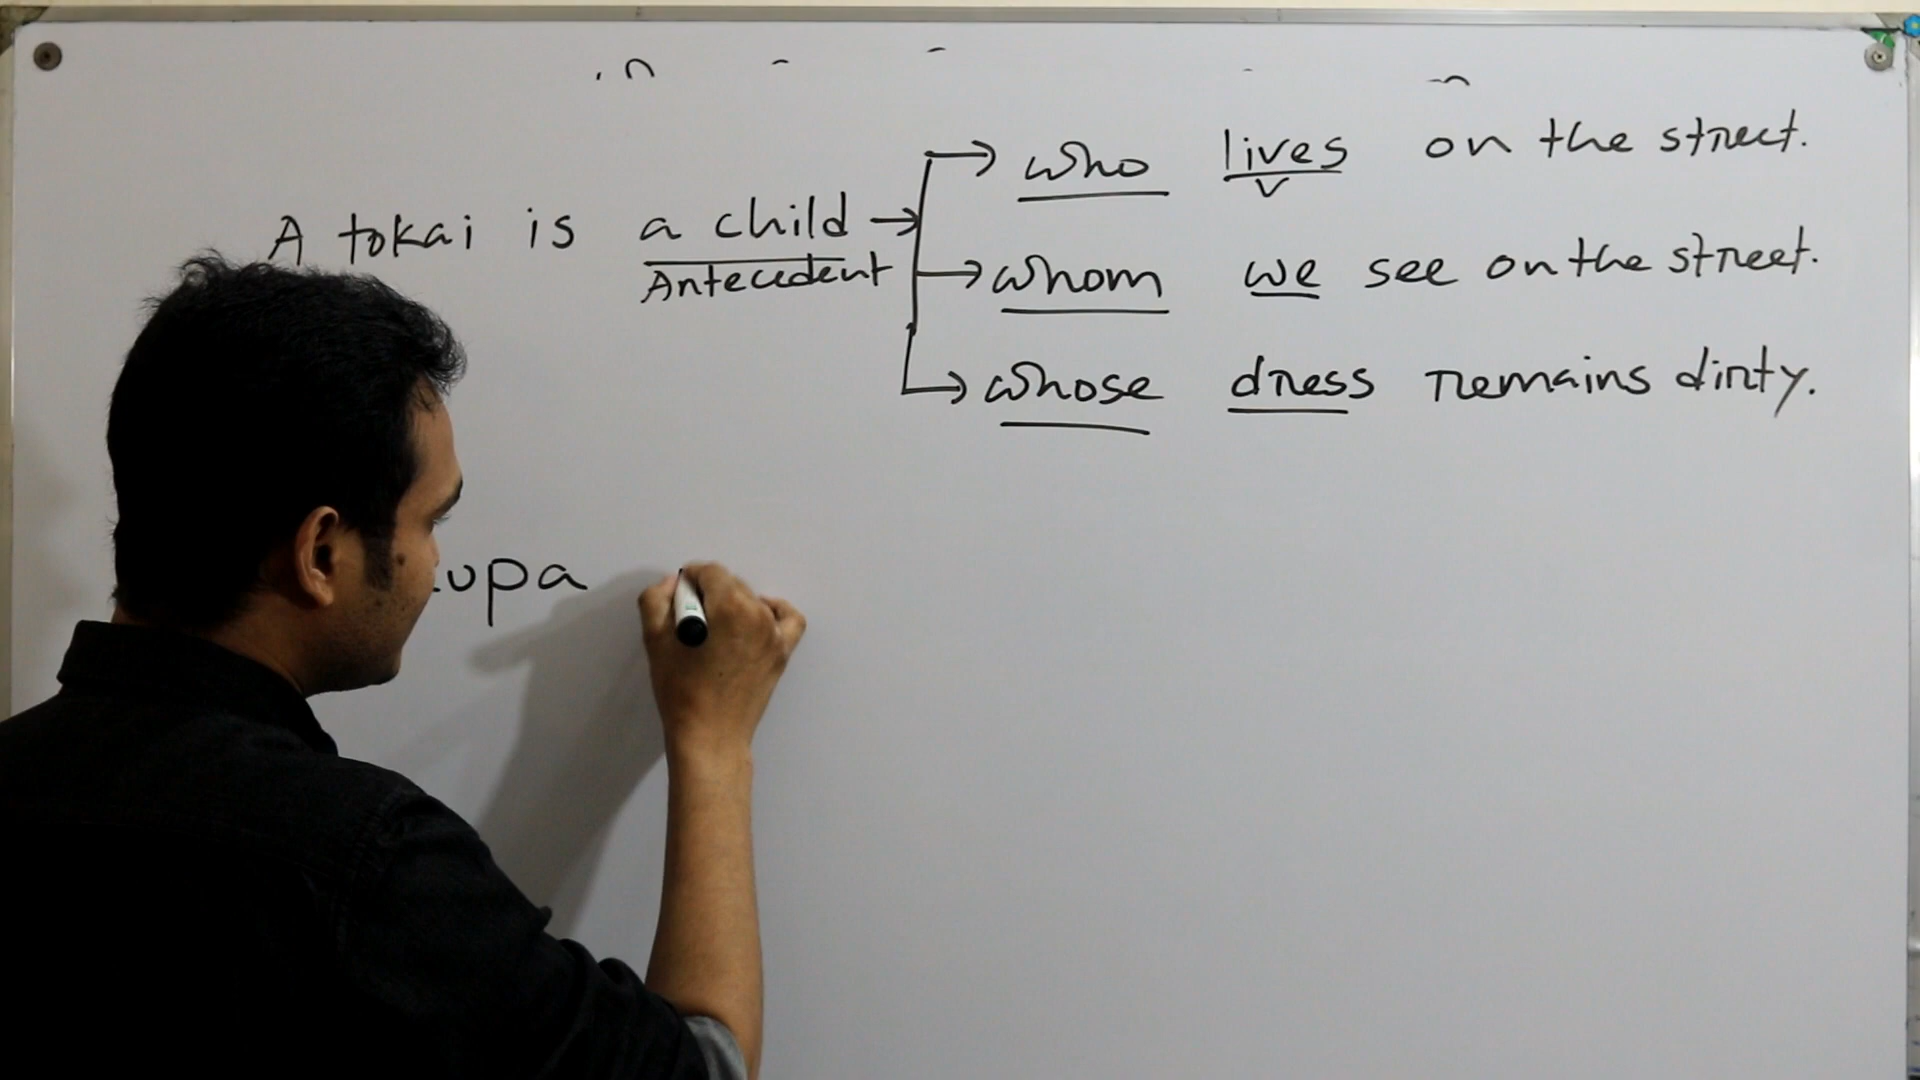 who lives on the street.
v
A tokai is a child
Antecedent
whom we see on the street.
whose dress remains dirty.
upa